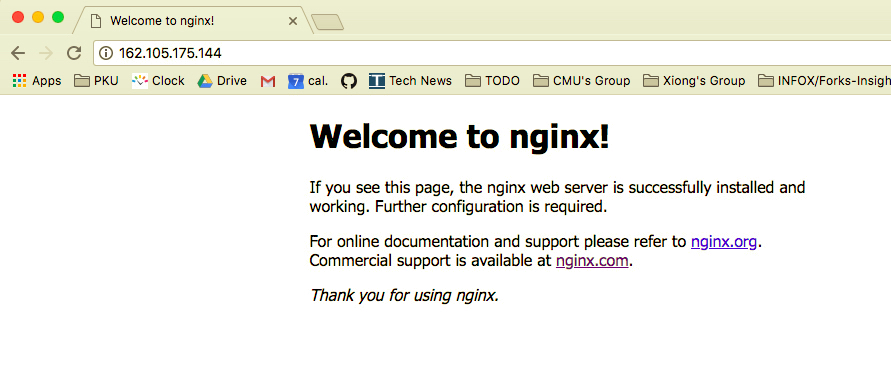 Welcome to nginx!
162.105.175.144
Apps PKU Clock Drive cal. Tech News TODO CMU's Group Xiong's Group INFOX/Forks-Insigh
Welcome to nginx!
If you see this page, the nginx web server is successfully installed and
working. Further configuration is required.
For online documentation and support please refer to nginx.org.
Commercial support is available at nginx.com.
Thank you for using nginx.